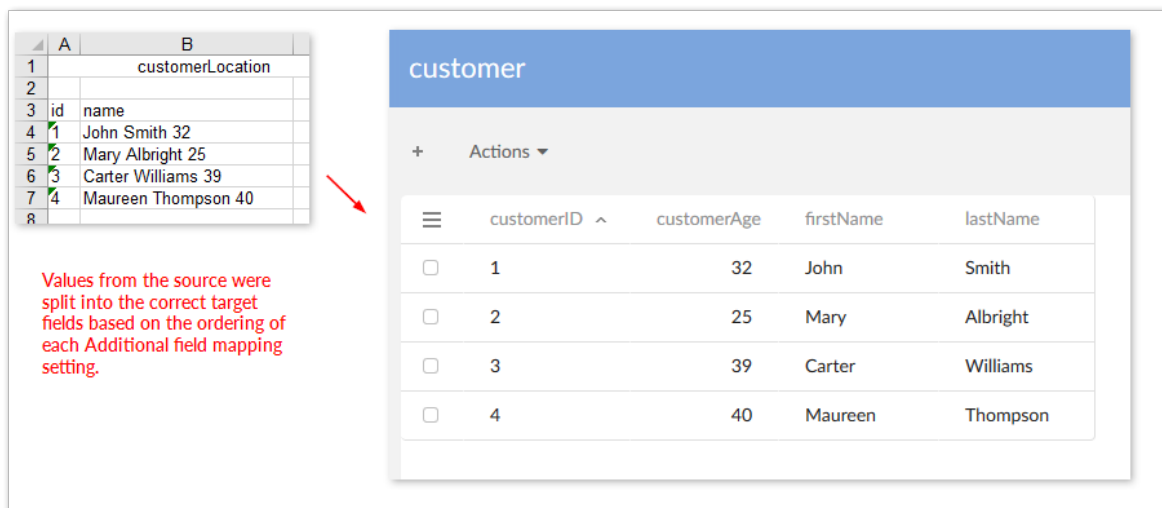 A B
1 customerLocation
2
3 id name
4 1 John Smith 32
5 2 Mary Albright 25
6 3 Carter Williams 39
7 4 Maureen Thompson 40
8
Values from the source were
split into the correct target
fields based on the ordering of
each Additional field mapping
setting.
customer
+ Actions
customerID customerAge firstName lastName
1 32 John Smith
2 25 Mary Albright
3 39 Carter Williams
4 40 Maureen Thompson